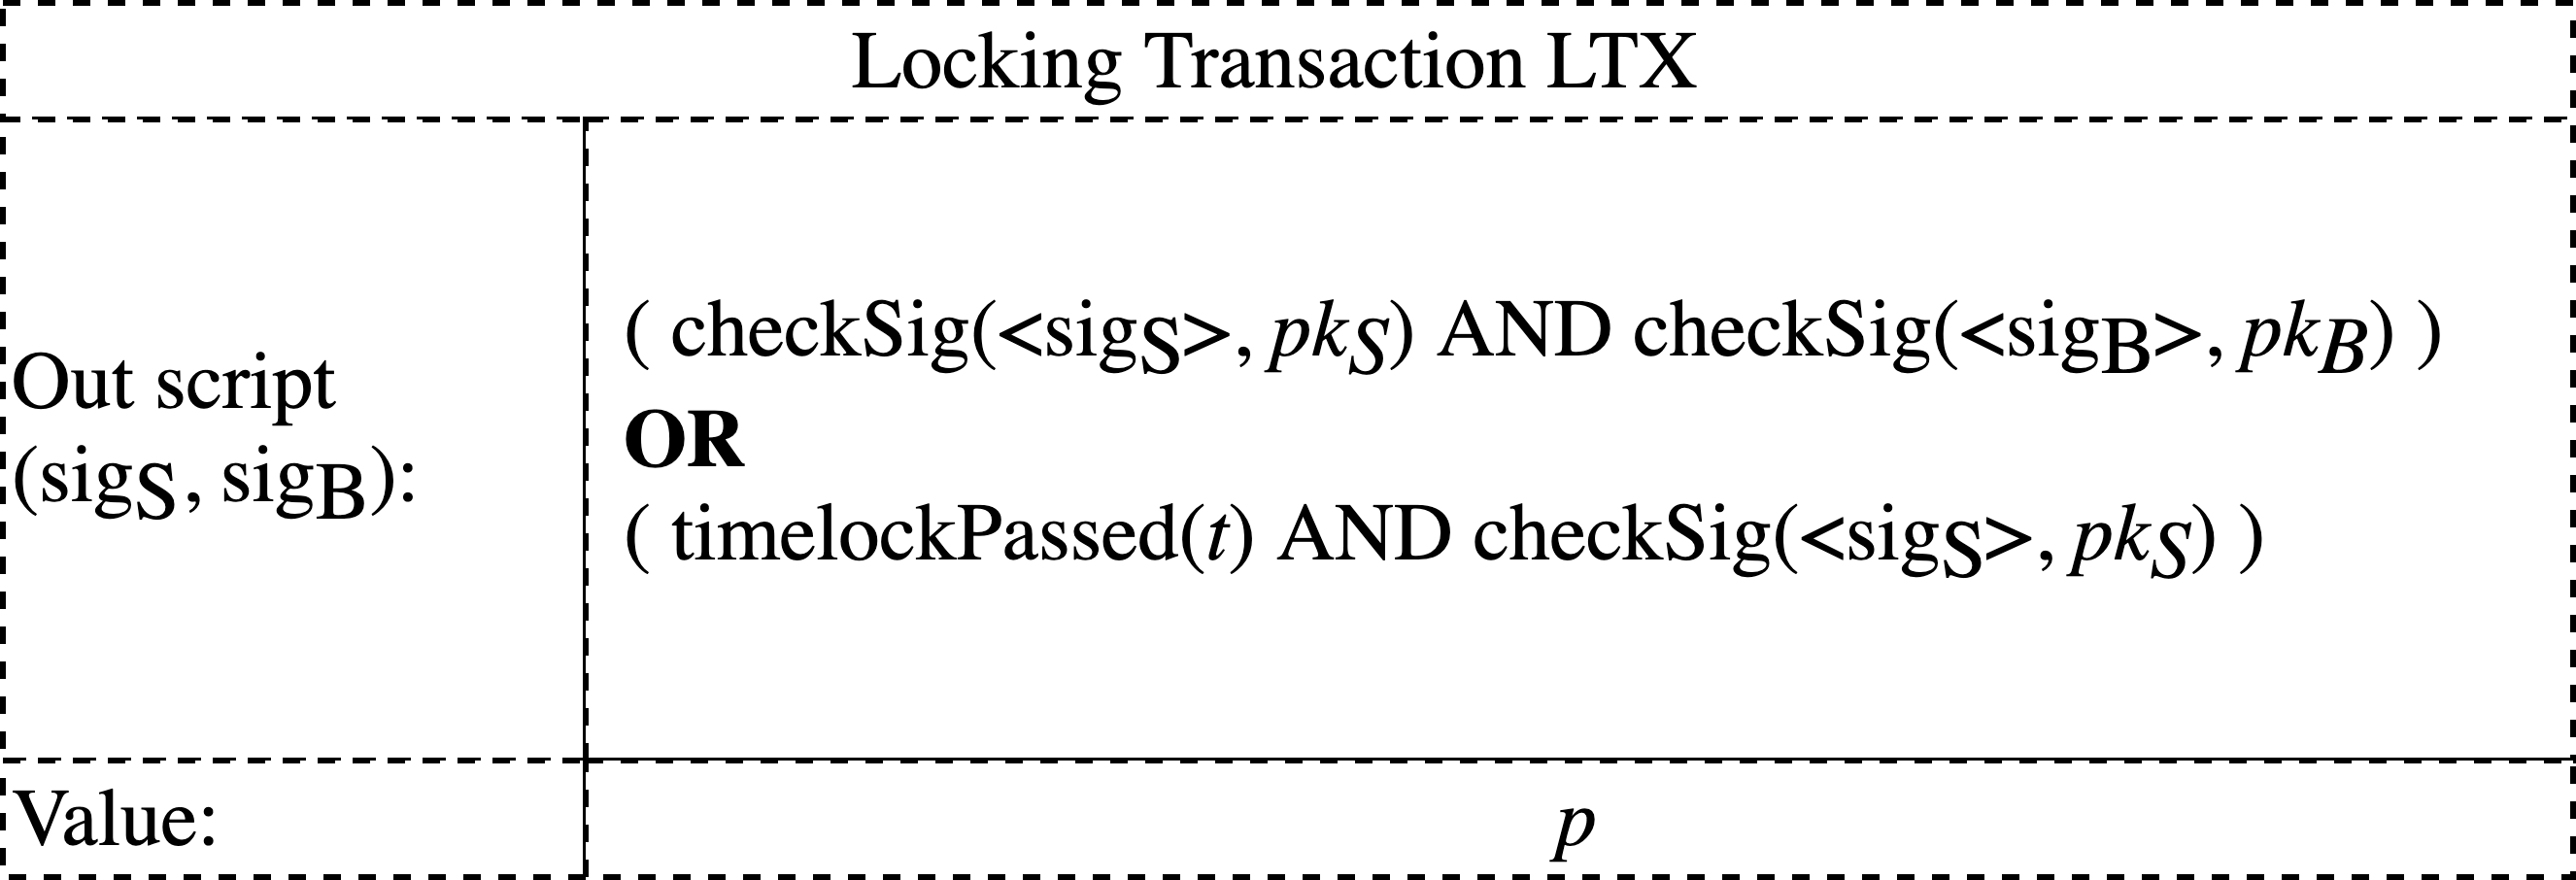 Locking Transaction LTX
Out script
(sigS, sigB):
( checkSig(<sigS>, pkS) AND checkSig(<sigB>, pkB) )
OR
( timelockPassed(t) AND checkSig(<sigS>, pkS) )
Value:
p